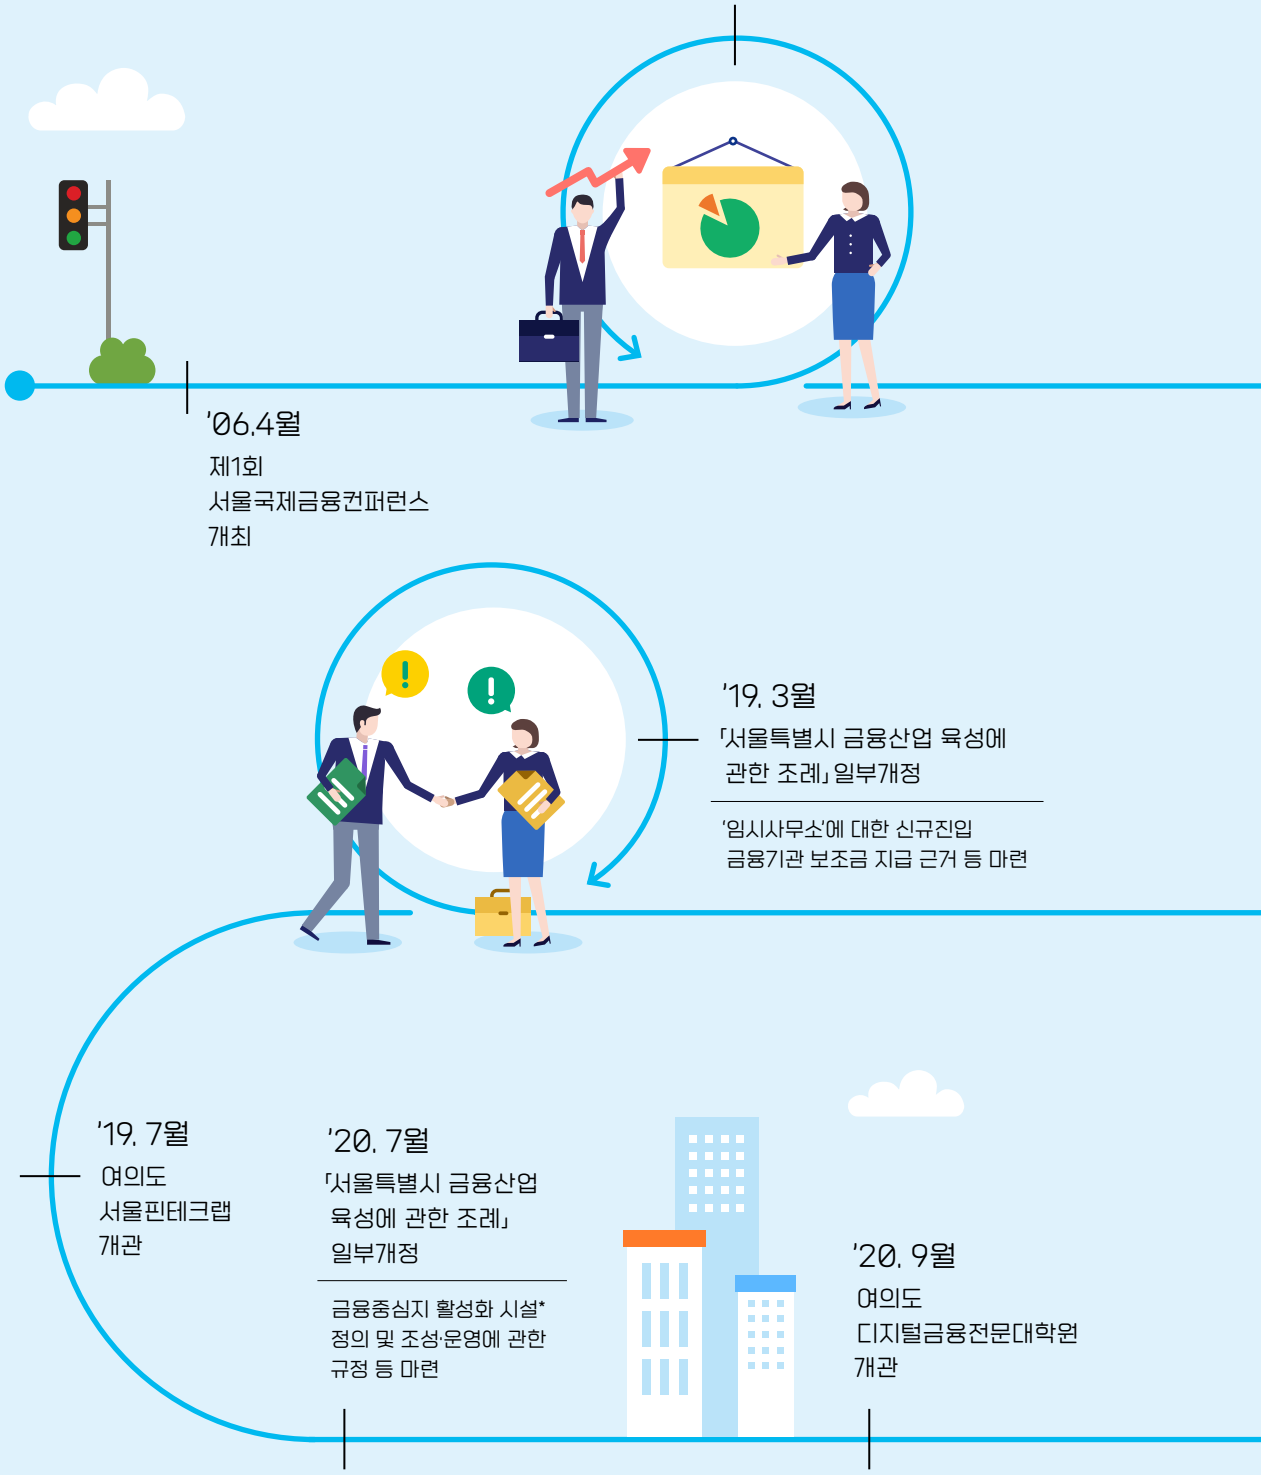 '06.4월
제1회
서울국제금융컨퍼런스
개최
'19. 3월
「서울특별시 금융산업 육성에
관한 조례」 일부개정
'임시사무소'에 대한 신규진입
금융기관 보조금 지급 근거 등 마련
'19. 7월
여의도
서울핀테크랩
개관
'20. 7월
「서울특별시 금융산업
육성에 관한 조례」
일부개정
금융중심지 활성화 시설*
정의 및 조성·운영에 관한
규정 등 마련
'20. 9월
여의도
디지털금융전문대학원
개관